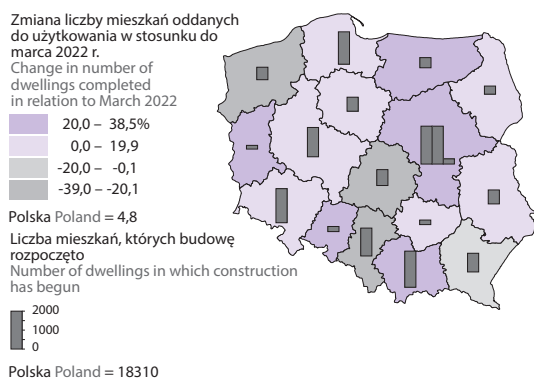 Zmiana liczby mieszkań oddanych
do użytkowania w stosunku do
marca 2022 r.
Change in number of
dwellings completed
in relation to March 2022
20,0 – 38,5%
0,0 – 19,9
-20,0 – -0,1
-39,0 – -20,1
Polska Poland = 4,8
Liczba mieszkań, których budowę
rozpoczęto
Number of dwellings in which construction
has begun
2000
1000
0
Polska Poland = 18310